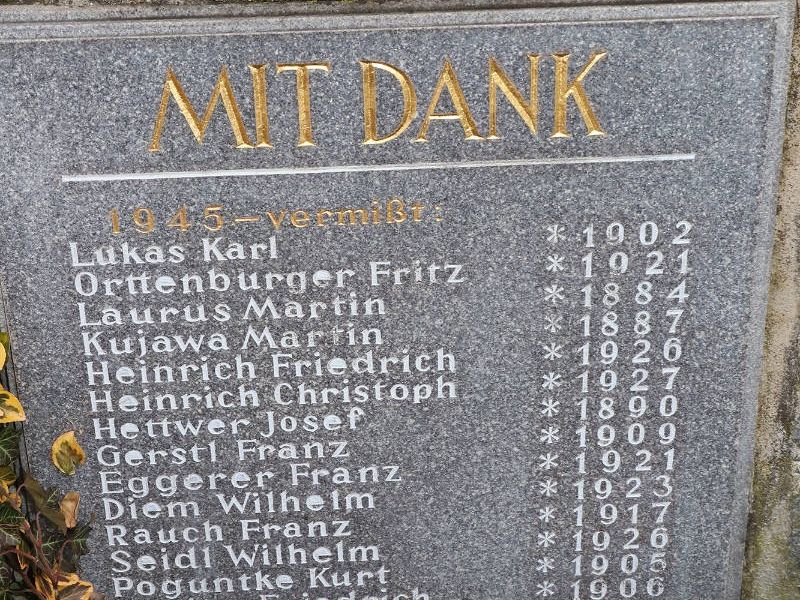 MIT DANK
1945 – vermißt:
Lukas Karl * 1902
Orttenburger Fritz * 1921
Laurus Martin * 1884
Kujawa Martin * 1887
Heinrich Friedrich * 1926
Heinrich Christoph * 1927
Hettwer Josef * 1890
Gerstl Franz * 1909
Eggerer Franz * 1921
Diem Wilhelm * 1923
Rauch Franz * 1917
Seidl Wilhelm * 1926
Poguntke Kurt * 1905
Friedrich * 1906